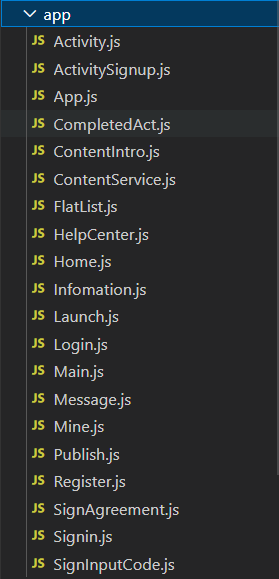 app
JS Activity.js
JS ActivitySignup.js
JS App.js
JS CompletedAct.js
JS ContentIntro.js
JS ContentService.js
JS FlatList.js
JS HelpCenter.js
JS Home.js
JS Infomation.js
JS Launch.js
JS Login.js
JS Main.js
JS Message.js
JS Mine.js
JS Publish.js
JS Register.js
JS SignAgreement.js
JS Signin.js
JS SignInputCode.js